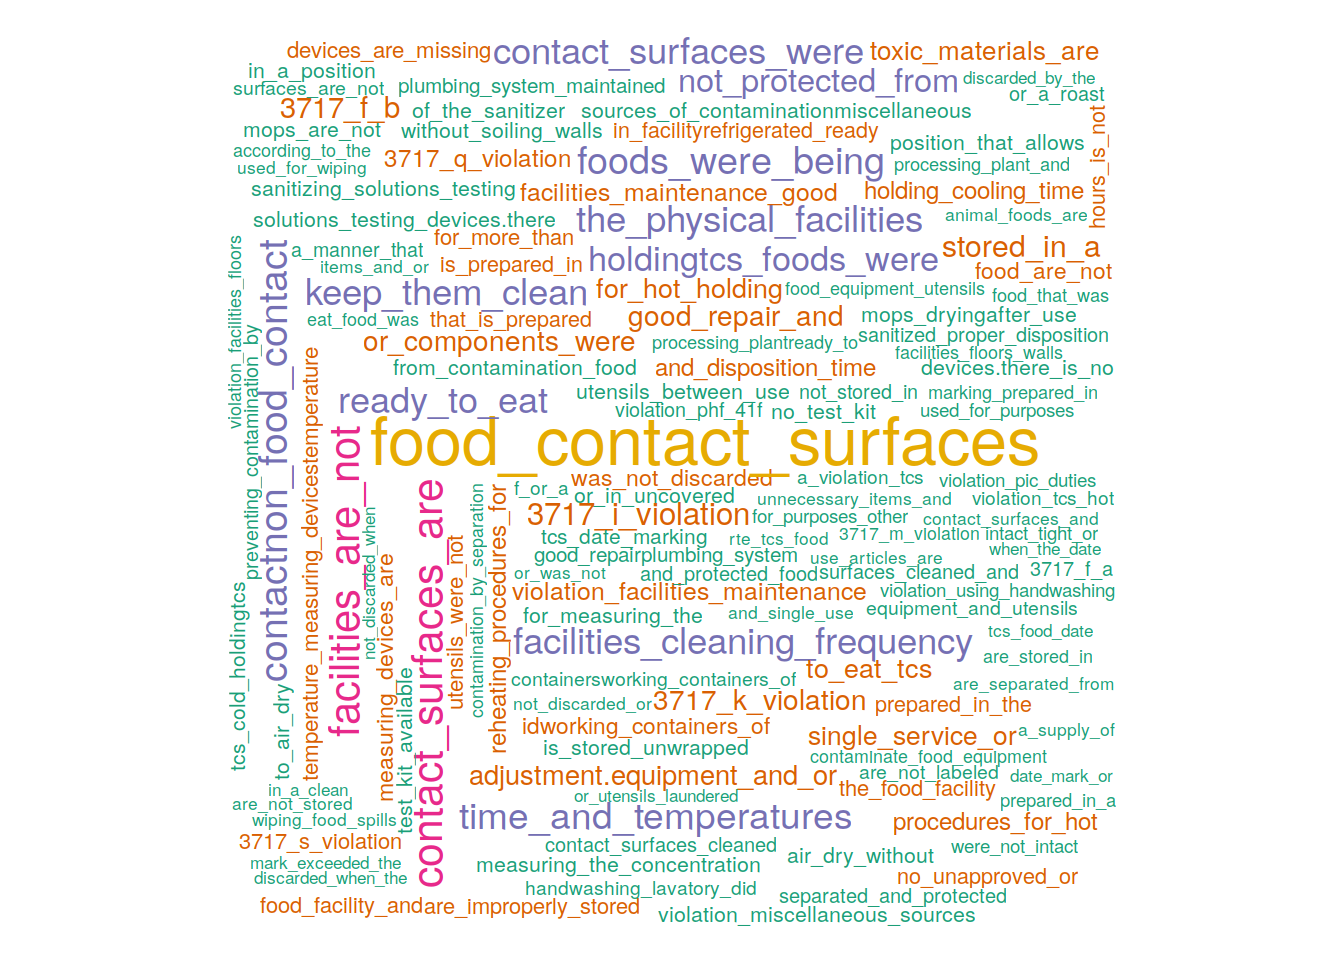 devices_are_missing contact_surfaces_were toxic_materials_are
in_a_position
surfaces_are_not plumbing_system_maintained not_protected_from discarded_by_the
or_a_roast
3717_f_b of_the_sanitizer sources_of_contaminationmiscellaneous
mops_are_not without_soiling_walls in_facilityrefrigerated_ready
hours_is_not
position_that_allows
according_to_the 3717_q_violation foods_were_being processing_plant_and
used_for_wiping
sanitizing_solutions_testing facilities_maintenance_good holding_cooling_time
solutions_testing_devices.there the_physical_facilities animal_foods_are
for_more_than
a_manner_that stored_in_a
items_and_or is_prepared_in holdingtcs_foods_were food_are_not
keep_them_clean for_hot_holding food_equipment_utensils food_that_was
eat_food_was that_is_prepared good_repair_and mops_dryingafter_use
or_components_were processing_plantready_to sanitized_proper_disposition
facilities_floors_walls
from_contamination_food and_disposition_time devices.there_is_no
ready_to_eat utensils_between_use not_stored_in marking_prepared_in
violation_phf_41f no_test_kit used_for_purposes
violation_facilities_floors
preventing_contamination_by
contactnon_food_contact
temperature_measuring_devicestemperature
facilities_are_not
not_discarded_when
food_contact_surfaces
contact_surfaces_are
utensils_were_not
contamination_by_separation
reheating_procedures_for
was_not_discarded a_violation_tcs violation_pic_duties
f_or_a or_in_uncovered unnecessary_items_and violation_tcs_hot
3717_i_violation for_purposes_other contact_surfaces_and
tcs_date_marking rte_tcs_food 3717_m_violation intact_tight_or
good_repairplumbing_system use_articles_are when_the_date
or_was_not and_protected_food surfaces_cleaned_and 3717_f_a
violation_facilities_maintenance violation_using_handwashing
for_measuring_the and_single_use equipment_and_utensils
facilities_cleaning_frequency tcs_food_date
are_stored_in
tcs_cold_holdingtcs
to_air_dry
measuring_devices_are
test_kit_available
containersworking_containers_of to_eat_tcs are_separated_from
not_discarded_or 3717_k_violation prepared_in_the
idworking_containers_of single_service_or a_supply_of
is_stored_unwrapped contaminate_food_equipment
adjustment.equipment_and_or are_not_labeled date_mark_or
in_a_clean or_utensils_laundered the_food_facility prepared_in_a
are_not_stored
wiping_food_spills time_and_temperatures procedures_for_hot
3717_s_violation contact_surfaces_cleaned air_dry_without were_not_intact
mark_exceeded_the measuring_the_concentration
discarded_when_the handwashing_lavatory_did no_unapproved_or
separated_and_protected
food_facility_and are_improperly_stored violation_miscellaneous_sources